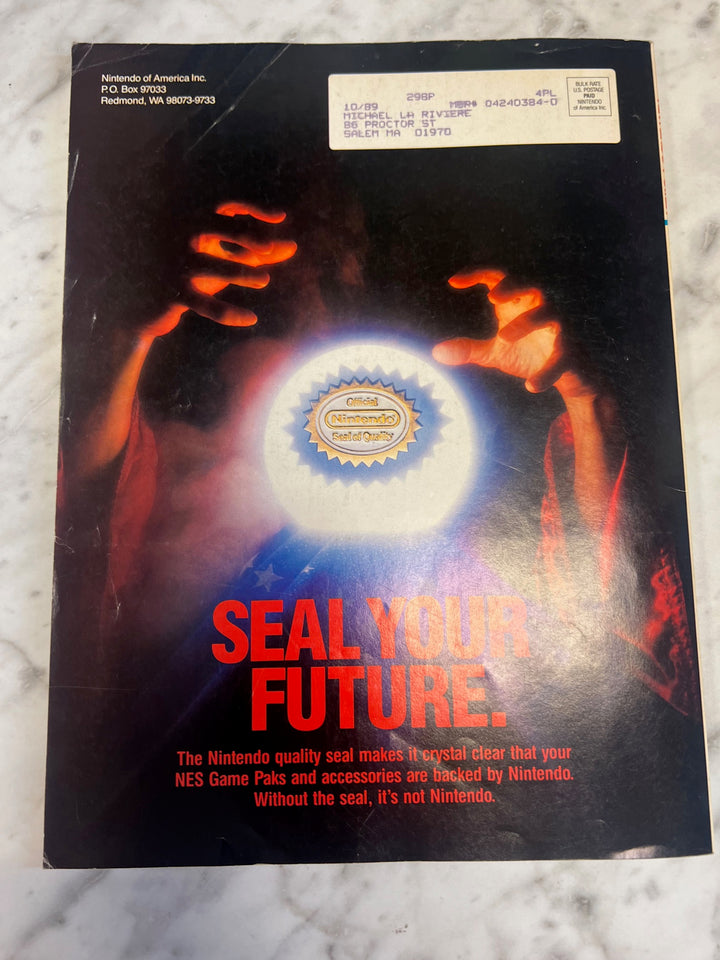 Nintendo of America Inc.
P.O. Box 97033
Redmond, WA 98073-9733
298P 4PL
10/89 MBR# 04240384-0
MICHAEL LA RIVIERE
86 PROCTOR ST
SALEM MA 01970
BULK RATE
U.S. POSTAGE
PAID
NINTENDO
of America Inc.
Official
Nintendo
Seal of Quality
SEAL YOUR
FUTURE.
The Nintendo quality seal makes it crystal clear that your
NES Game Paks and accessories are backed by Nintendo.
Without the seal, it's not Nintendo.